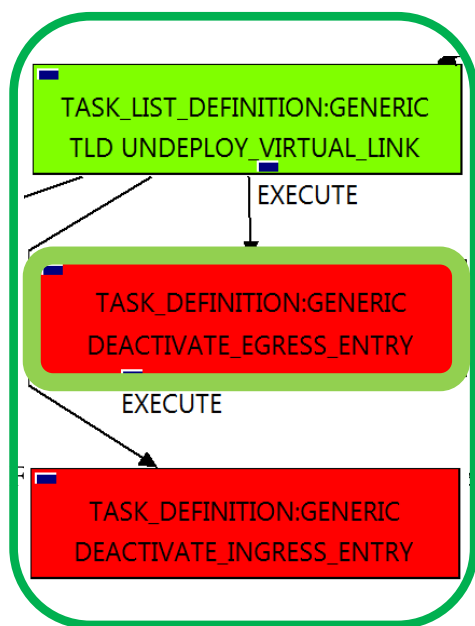 TASK_LIST_DEFINITION:GENERIC
TLD UNDEPLOY_VIRTUAL_LINK
EXECUTE
TASK_DEFINITION:GENERIC
DEACTIVATE_EGRESS_ENTRY
EXECUTE
TASK_DEFINITION:GENERIC
DEACTIVATE_INGRESS_ENTRY